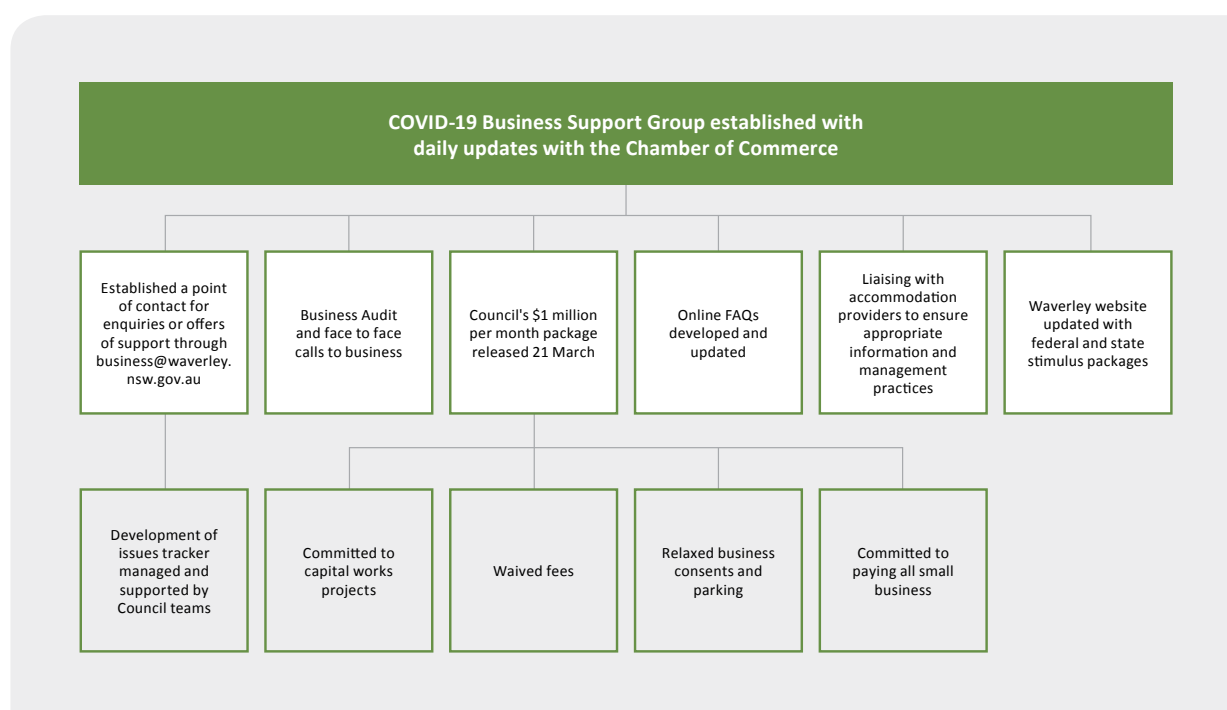 COVID-19 Business Support Group established with
daily updates with the Chamber of Commerce
Established a point
of contact for
enquiries or offers
of support through
business@waverley.
nsw.gov.au
Business Audit
and face to face
calls to business
Council's $1 million
per month package
released 21 March
Online FAQs
developed and
updated
Liaising with
accommodation
providers to ensure
appropriate
information and
management
practices
Waverley website
updated with
federal and state
stimulus packages
Development of
issues tracker
managed and
supported by
Council teams
Committed to
capital works
projects
Waived fees
Relaxed business
consents and
parking
Committed to
paying all small
business